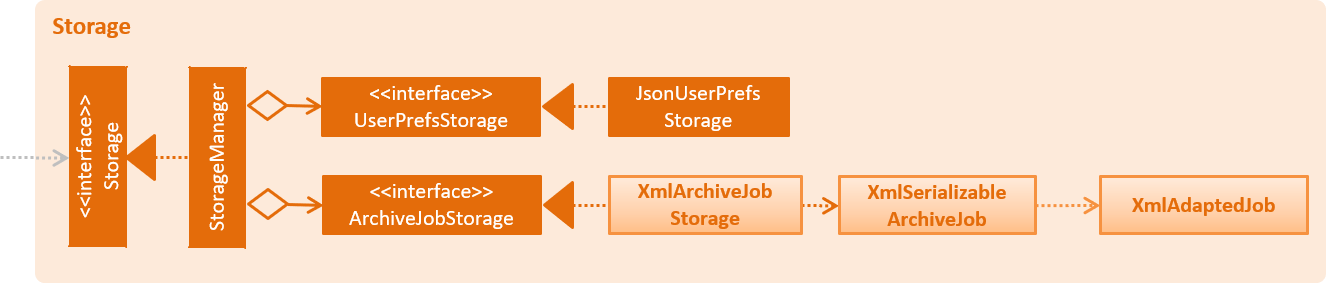 Storage
<<interface>>
Storage
StorageManager
<<interface>>
UserPrefsStorage
JsonUserPrefs
Storage
<<interface>>
ArchiveJobStorage
XmlArchiveJob
Storage
XmlSerializable
ArchiveJob
XmlAdaptedJob